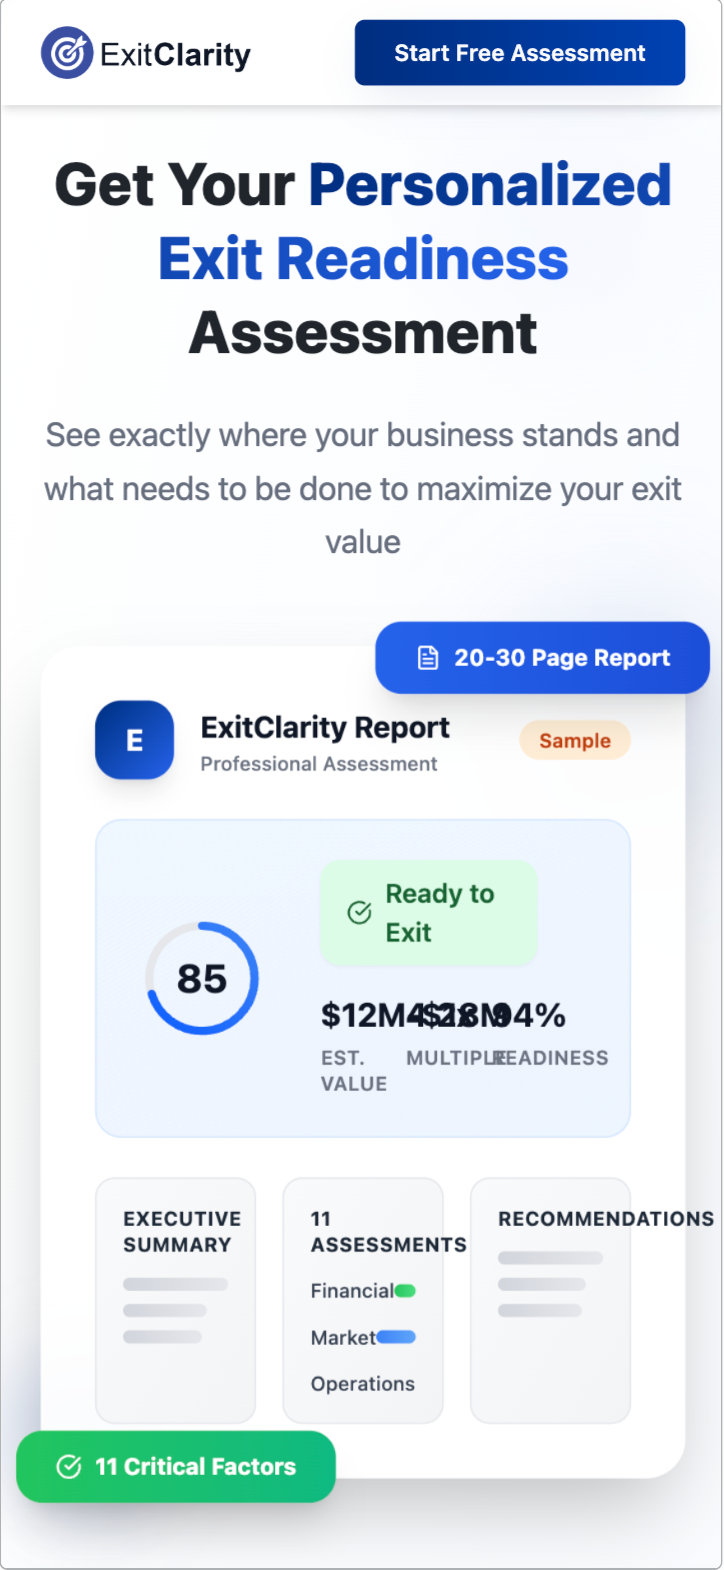 ExitClarity
Start Free Assessment
Get Your Personalized
Exit Readiness
Assessment
See exactly where your business stands and
what needs to be done to maximize your exit
value
20-30 Page Report
E
ExitClarity Report
Professional Assessment
Sample
85
Ready to
Exit
94%
EST.
VALUE
MULTIPLE
READINESS
EXECUTIVE
SUMMARY
11
ASSESSMENTS
Financial
Market
Operations
RECOMMENDATIONS
11 Critical Factors